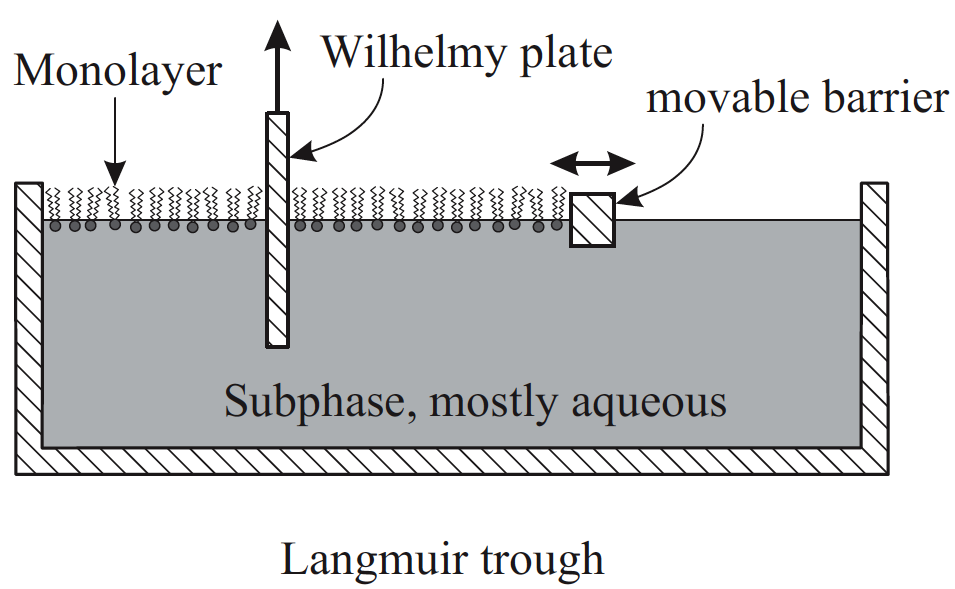 Wilhelmy plate
Monolayer
movable barrier
Subphase, mostly aqueous
Langmuir trough